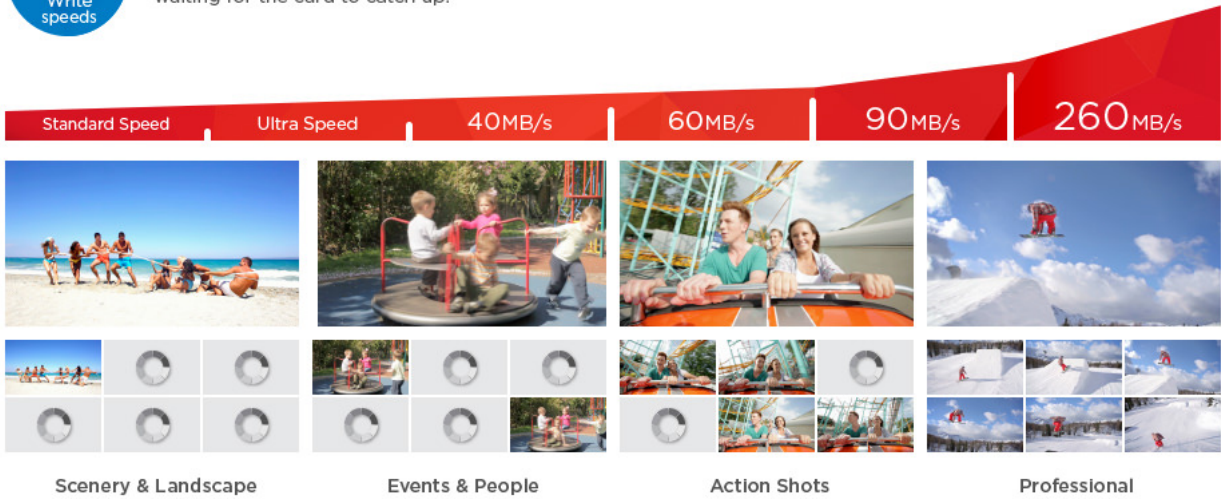 Write
speeds
waiting for the card to catch up.
Standard Speed
Ultra Speed
40MB/s
60MB/s
90MB/s
260MB/s
Scenery & Landscape
Events & People
Action Shots
Professional